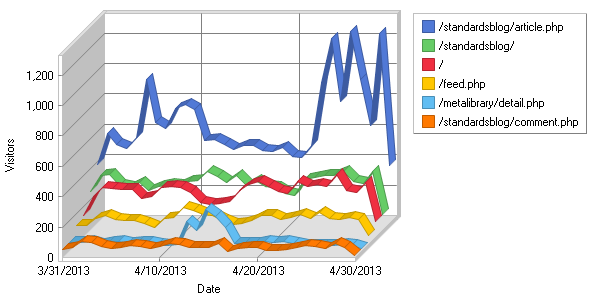 1,200
1,000
800
600
400
200
0
Visitors
3/31/2013
4/10/2013
4/20/2013
4/30/2013
Date
/standardsblog/article.php
/standardsblog/
/
/feed.php
/metalibrary/detail.php
/standardsblog/comment.php